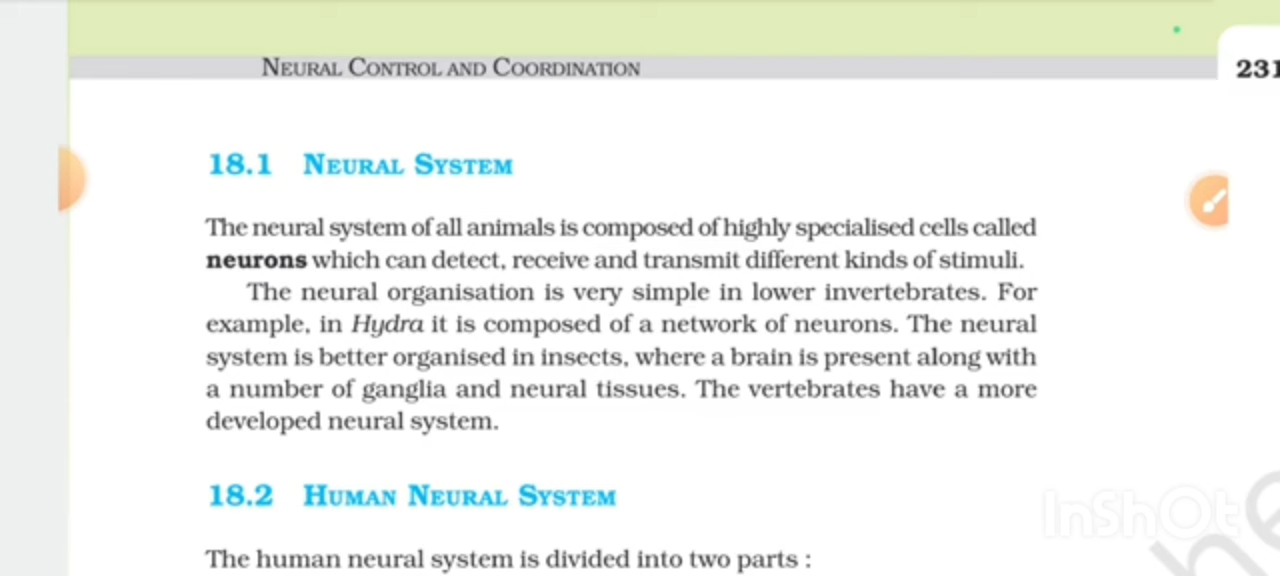 NEURAL CONTROL AND COORDINATION
231
18.1 NEURAL SYSTEM
The neural system of all animals is composed of highly specialised cells called
neurons which can detect, receive and transmit different kinds of stimuli.
The neural organisation is very simple in lower invertebrates. For
example, in Hydra it is composed of a network of neurons. The neural
system is better organised in insects, where a brain is present along with
a number of ganglia and neural tissues. The vertebrates have a more
developed neural system.
18.2 HUMAN NEURAL SYSTEM
InShOt
The human neural system is divided into two parts :